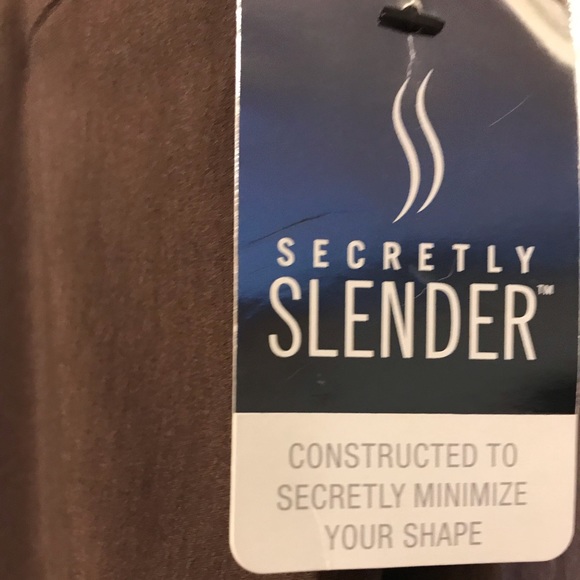 SECRETLY
SLENDER™
CONSTRUCTED TO
SECRETLY MINIMIZE
YOUR SHAPE